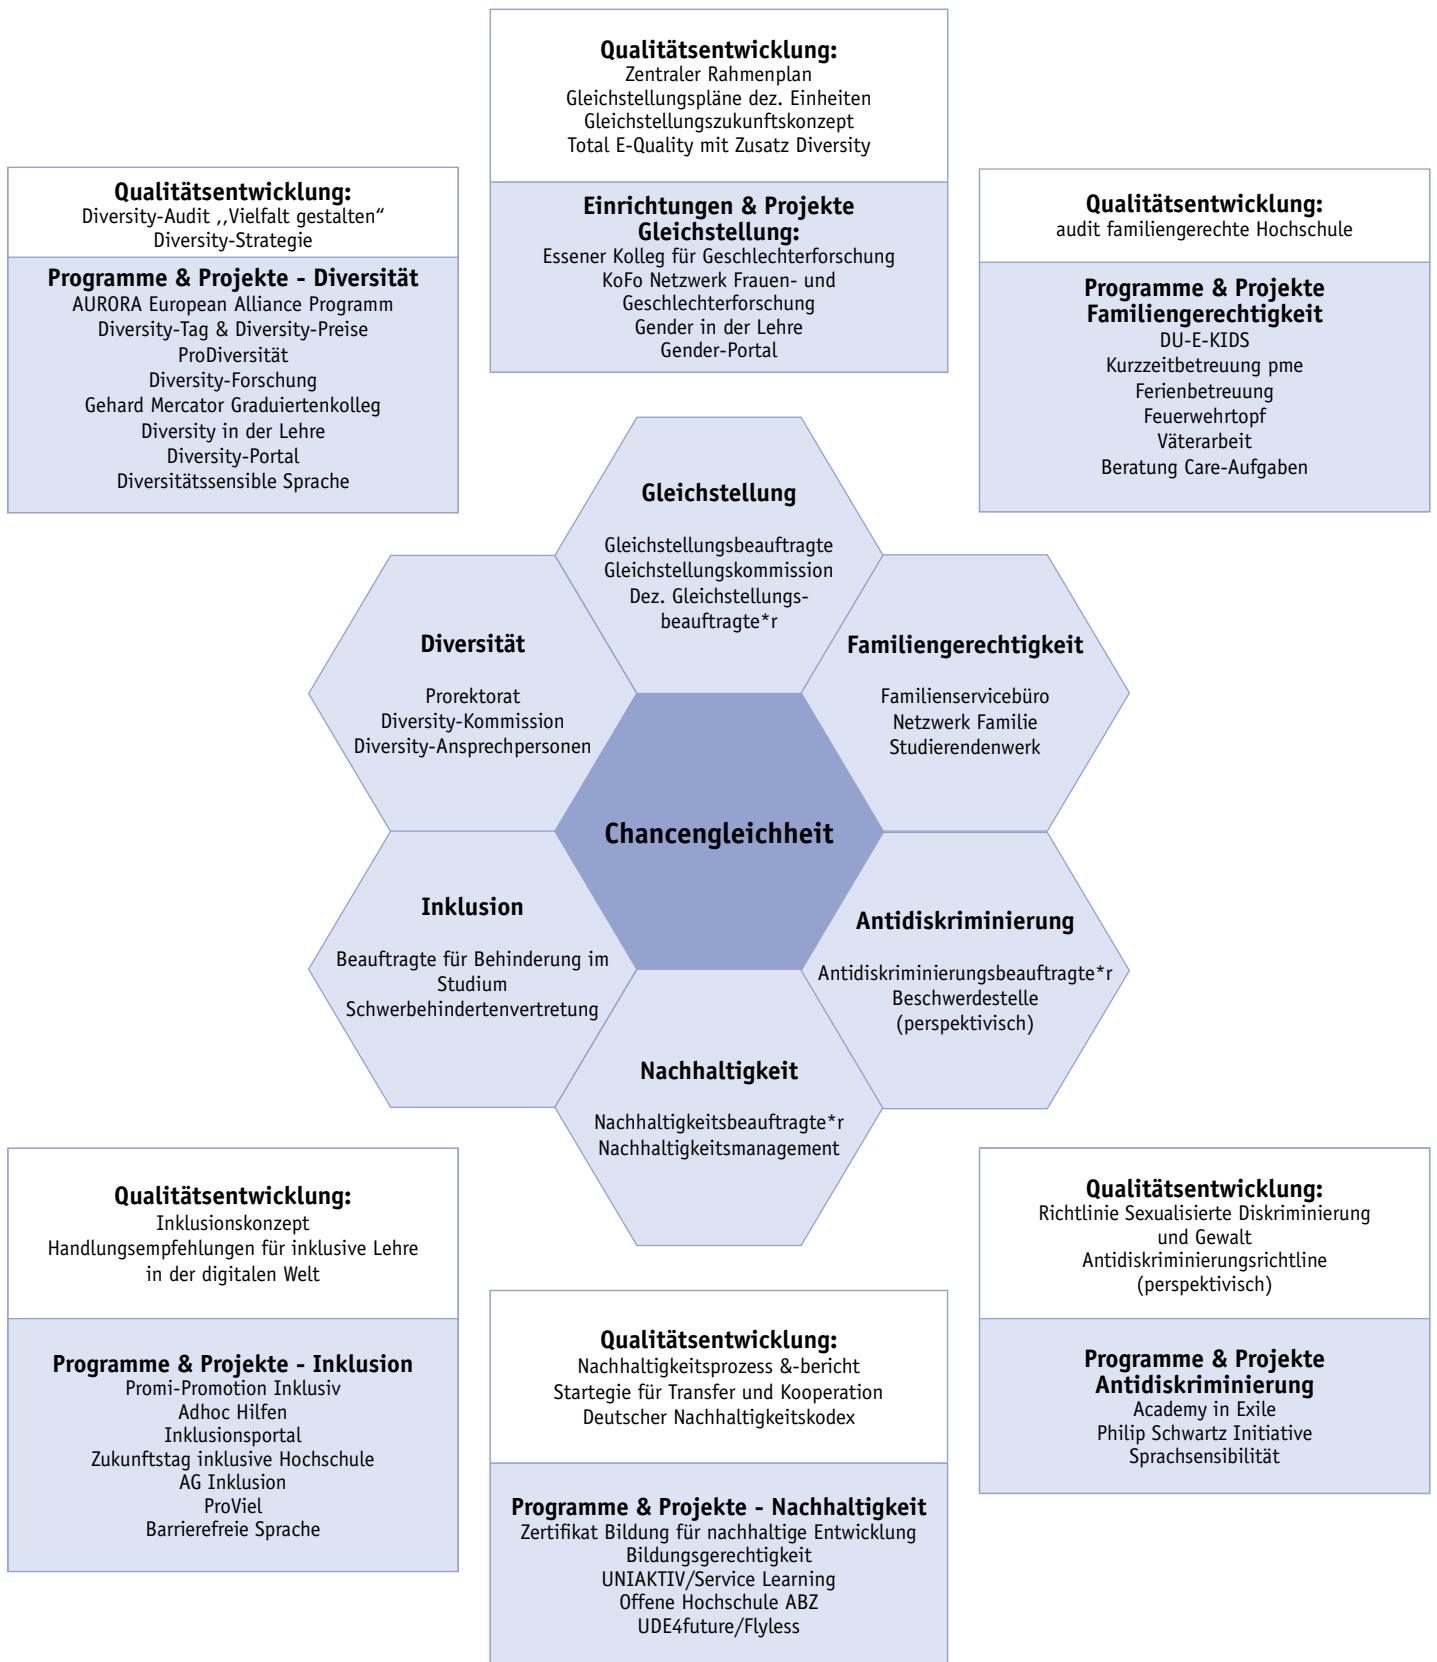 Qualitätsentwicklung:
Zentraler Rahmenplan
Gleichstellungspläne dez. Einheiten
Gleichstellungszukunftskonzept
Total E-Quality mit Zusatz Diversity
Einrichtungen & Projekte
Gleichstellung:
Essener Kolleg für Geschlechterforschung
KoFo Netzwerk Frauen- und
Geschlechterforschung
Gender in der Lehre
Gender-Portal
Qualitätsentwicklung:
Diversity-Audit ,,Vielfalt gestalten“
Diversity-Strategie
Programme & Projekte - Diversität
AURORA European Alliance Programm
Diversity-Tag & Diversity-Preise
ProDiversität
Diversity-Forschung
Gehard Mercator Graduiertenkolleg
Diversity in der Lehre
Diversity-Portal
Diversitätssensible Sprache
Qualitätsentwicklung:
audit familiengerechte Hochschule
Programme & Projekte
Familiengerechtigkeit
DU-E-KIDS
Kurzzeitbetreuung pme
Ferienbetreuung
Feuerwehrtopf
Väterarbeit
Beratung Care-Aufgaben
Gleichstellung
Gleichstellungsbeauftragte
Gleichstellungskommission
Dez. Gleichstellungs-
beauftragte*r
Diversität
Prorektorat
Diversity-Kommission
Diversity-Ansprechpersonen
Familiengerechtigkeit
Familienservicebüro
Netzwerk Familie
Studierendenwerk
Chancengleichheit
Inklusion
Beauftragte für Behinderung im
Studium
Schwerbehindertenvertretung
Antidiskriminierung
Antidiskriminierungsbeauftragte*r
Beschwerdestelle
(perspektivisch)
Nachhaltigkeit
Nachhaltigkeitsbeauftragte*r
Nachhaltigkeitsmanagement
Qualitätsentwicklung:
Inklusionskonzept
Handlungsempfehlungen für inklusive Lehre
in der digitalen Welt
Programme & Projekte - Inklusion
Promi-Promotion Inklusiv
Adhoc Hilfen
Inklusionsportal
Zukunftstag inklusive Hochschule
AG Inklusion
ProViel
Barrierefreie Sprache
Qualitätsentwicklung:
Nachhaltigkeitsprozess &-bericht
Startegie für Transfer und Kooperation
Deutscher Nachhaltigkeitskodex
Programme & Projekte - Nachhaltigkeit
Zertifikat Bildung für nachhaltige Entwicklung
Bildungsgerechtigkeit
UNIAKTIV/Service Learning
Offene Hochschule ABZ
UDE4future/Flyless
Qualitätsentwicklung:
Richtlinie Sexualisierte Diskriminierung
und Gewalt
Antidiskriminierungsrichtline
(perspektivisch)
Programme & Projekte
Antidiskriminierung
Academy in Exile
Philip Schwartz Initiative
Sprachsensibilität